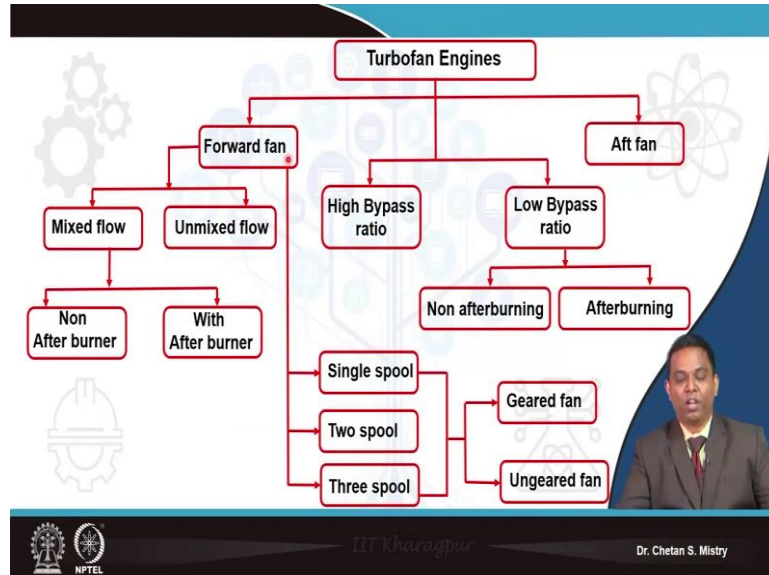 Turbofan Engines
Forward fan
Aft fan
High Bypass
ratio
Low Bypass
ratio
Mixed flow
Unmixed flow
Non afterburning
Afterburning
Non
After burner
With
After burner
Single spool
Two spool
Three spool
Geared fan
Ungeared fan
NPTEL
IIT Kharagpur
Dr. Chetan S. Mistry